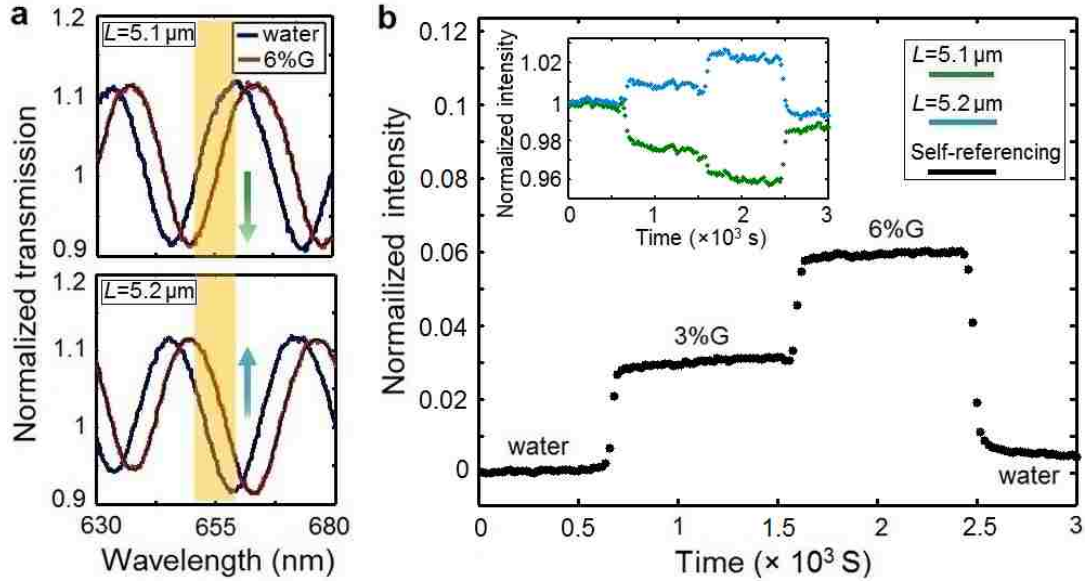 a
1.2
L=5.1 μm
water
6%G
1.1
1
0.9
1.2
L=5.2 μm
1.1
1
0.9
630
655
680
Normalized transmission
Wavelength (nm)
b
0.12
0.1
0.08
0.06
0.04
0.02
0
Normailized intensity
0
0.5
1
1.5
2
2.5
3
Time (× 10³ S)
water
3%G
6%G
water
1.02
1
0.98
0.96
Normalized intensity
0
1
2
3
Time (×10³ s)
L=5.1 μm
L=5.2 μm
Self-referencing